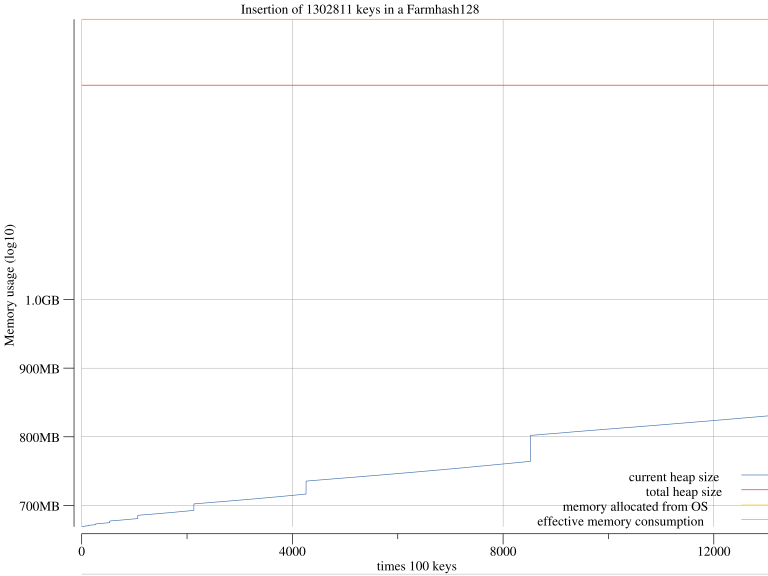 Insertion of 1302811 keys in a Farmhash128
Memory usage (log10)
1.0GB
900MB
800MB
700MB
current heap size
total heap size
memory allocated from OS
effective memory consumption
0 4000 8000 12000
times 100 keys